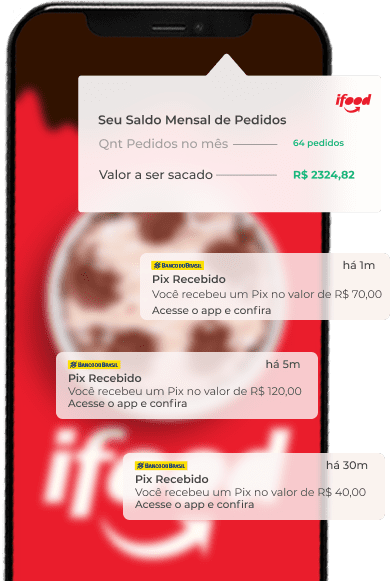 ifood
Seu Saldo Mensal de Pedidos
Qnt Pedidos no mês 64 pedidos
Valor a ser sacado R$ 2324,82
BANCO DO BRASIL há 1m
Pix Recebido
Você recebeu um Pix no valor de R$ 70,00
Acesse o app e confira
BANCO DO BRASIL há 5m
Pix Recebido
Você recebeu um Pix no valor de R$ 120,00
Acesse o app e confira
ifood
BANCO DO BRASIL há 30m
Pix Recebido
Você recebeu um Pix no valor de R$ 40,00
Acesse o app e confira